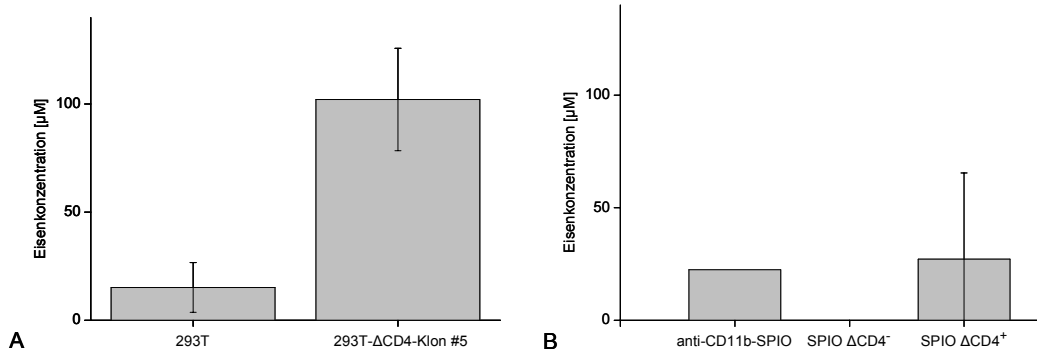 Eisenkonzentration [µM]
100
50
0
293T
293T-ΔCD4-Klon #5
A
Eisenkonzentration [µM]
100
50
0
anti-CD11b-SPIO
SPIO ΔCD4⁻
SPIO ΔCD4⁺
B